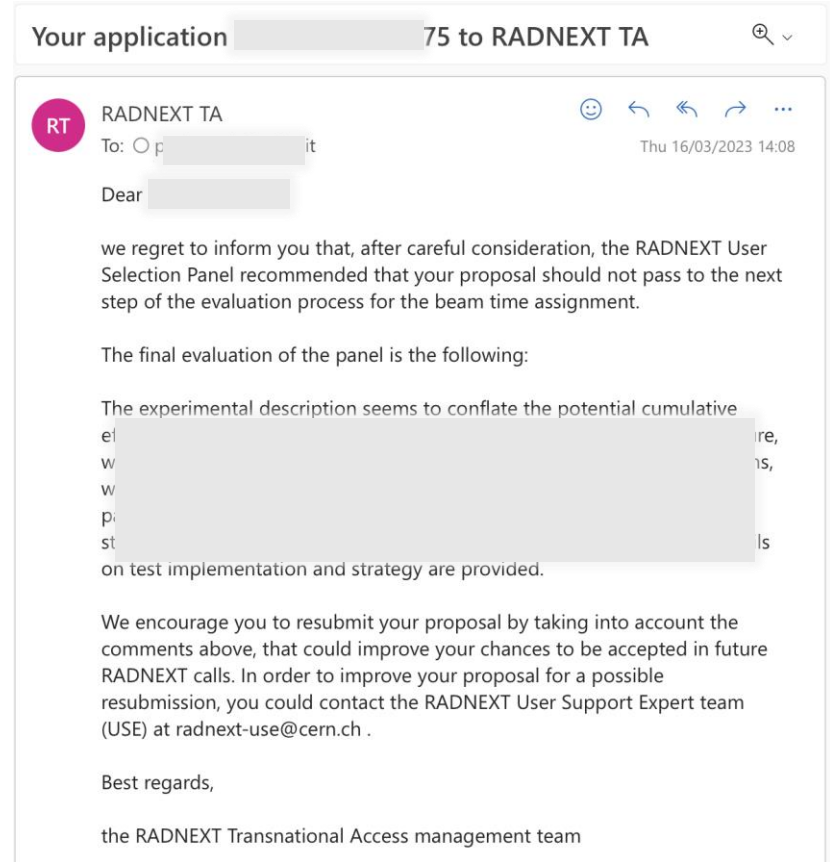 Your application 75 to RADNEXT TA
RT
RADNEXT TA
To: p it
Thu 16/03/2023 14:08
Dear
we regret to inform you that, after careful consideration, the RADNEXT User
Selection Panel recommended that your proposal should not pass to the next
step of the evaluation process for the beam time assignment.
The final evaluation of the panel is the following:
The experimental description seems to conflate the potential cumulative
on test implementation and strategy are provided.
We encourage you to resubmit your proposal by taking into account the
comments above, that could improve your chances to be accepted in future
RADNEXT calls. In order to improve your proposal for a possible
resubmission, you could contact the RADNEXT User Support Expert team
(USE) at radnext-use@cern.ch .
Best regards,
the RADNEXT Transnational Access management team